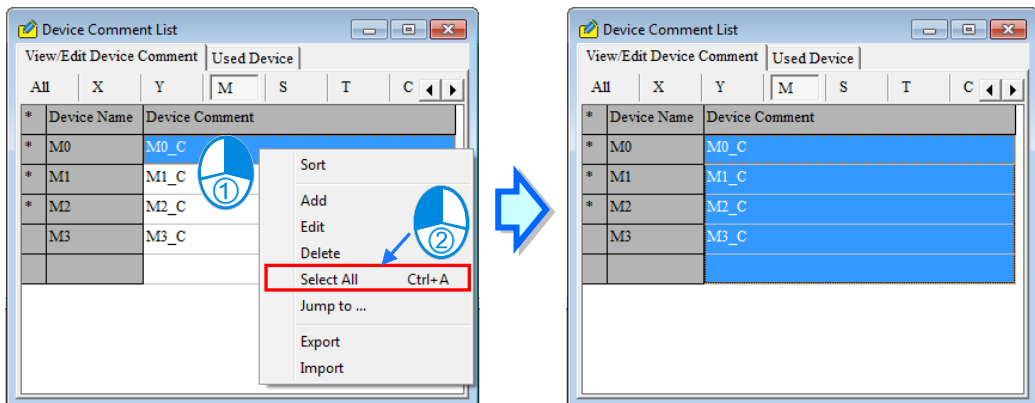 Device Comment List
View/Edit Device Comment Used Device
All X Y M S T C
* Device Name Device Comment
* M0 M0_C
* M1 M1_C
* M2 M2_C
M3 M3_C
1
Sort
Add
Edit
Delete
2
Select All Ctrl+A
Jump to ...
Export
Import
Device Comment List
View/Edit Device Comment Used Device
All X Y M S T C
* Device Name Device Comment
* M0 M0_C
* M1 M1_C
* M2 M2_C
M3 M3_C